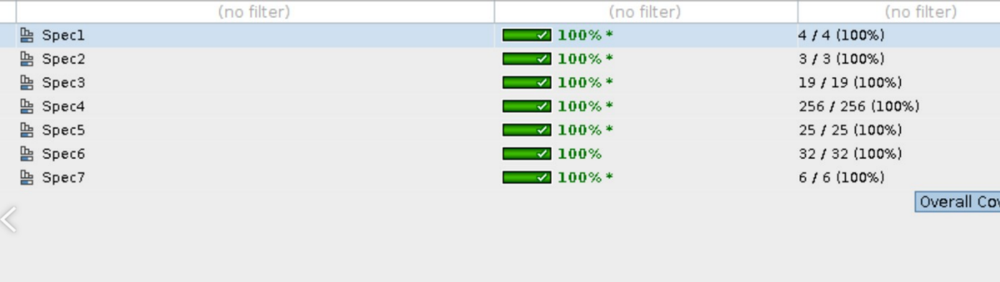 (no filter) (no filter) (no filter)
Spec1 100% * 4 / 4 (100%)
Spec2 100% * 3 / 3 (100%)
Spec3 100% * 19 / 19 (100%)
Spec4 100% * 256 / 256 (100%)
Spec5 100% * 25 / 25 (100%)
Spec6 100% 32 / 32 (100%)
Spec7 100% * 6 / 6 (100%)
Overall Cov